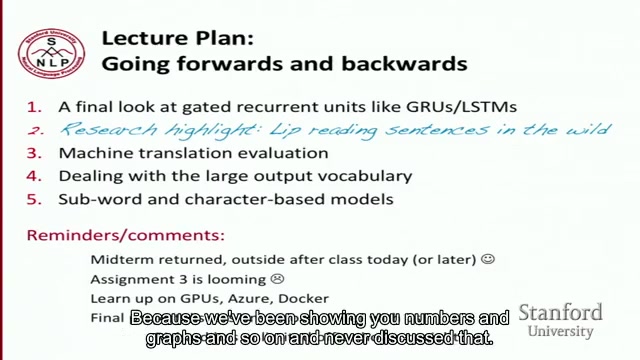 S
NLP
Stanford University
Natural Language Processing
Lecture Plan:
Going forwards and backwards
1. A final look at gated recurrent units like GRUs/LSTMs
2. Research highlight: Lip reading sentences in the wild
3. Machine translation evaluation
4. Dealing with the large output vocabulary
5. Sub-word and character-based models
Reminders/comments:
Midterm returned, outside after class today (or later) ☺
Assignment 3 is looming ☹
Learn up on GPUs, Azure, Docker
Final
Because we've been showing you numbers and
graphs and so on and never discussed that.
Stanford
University